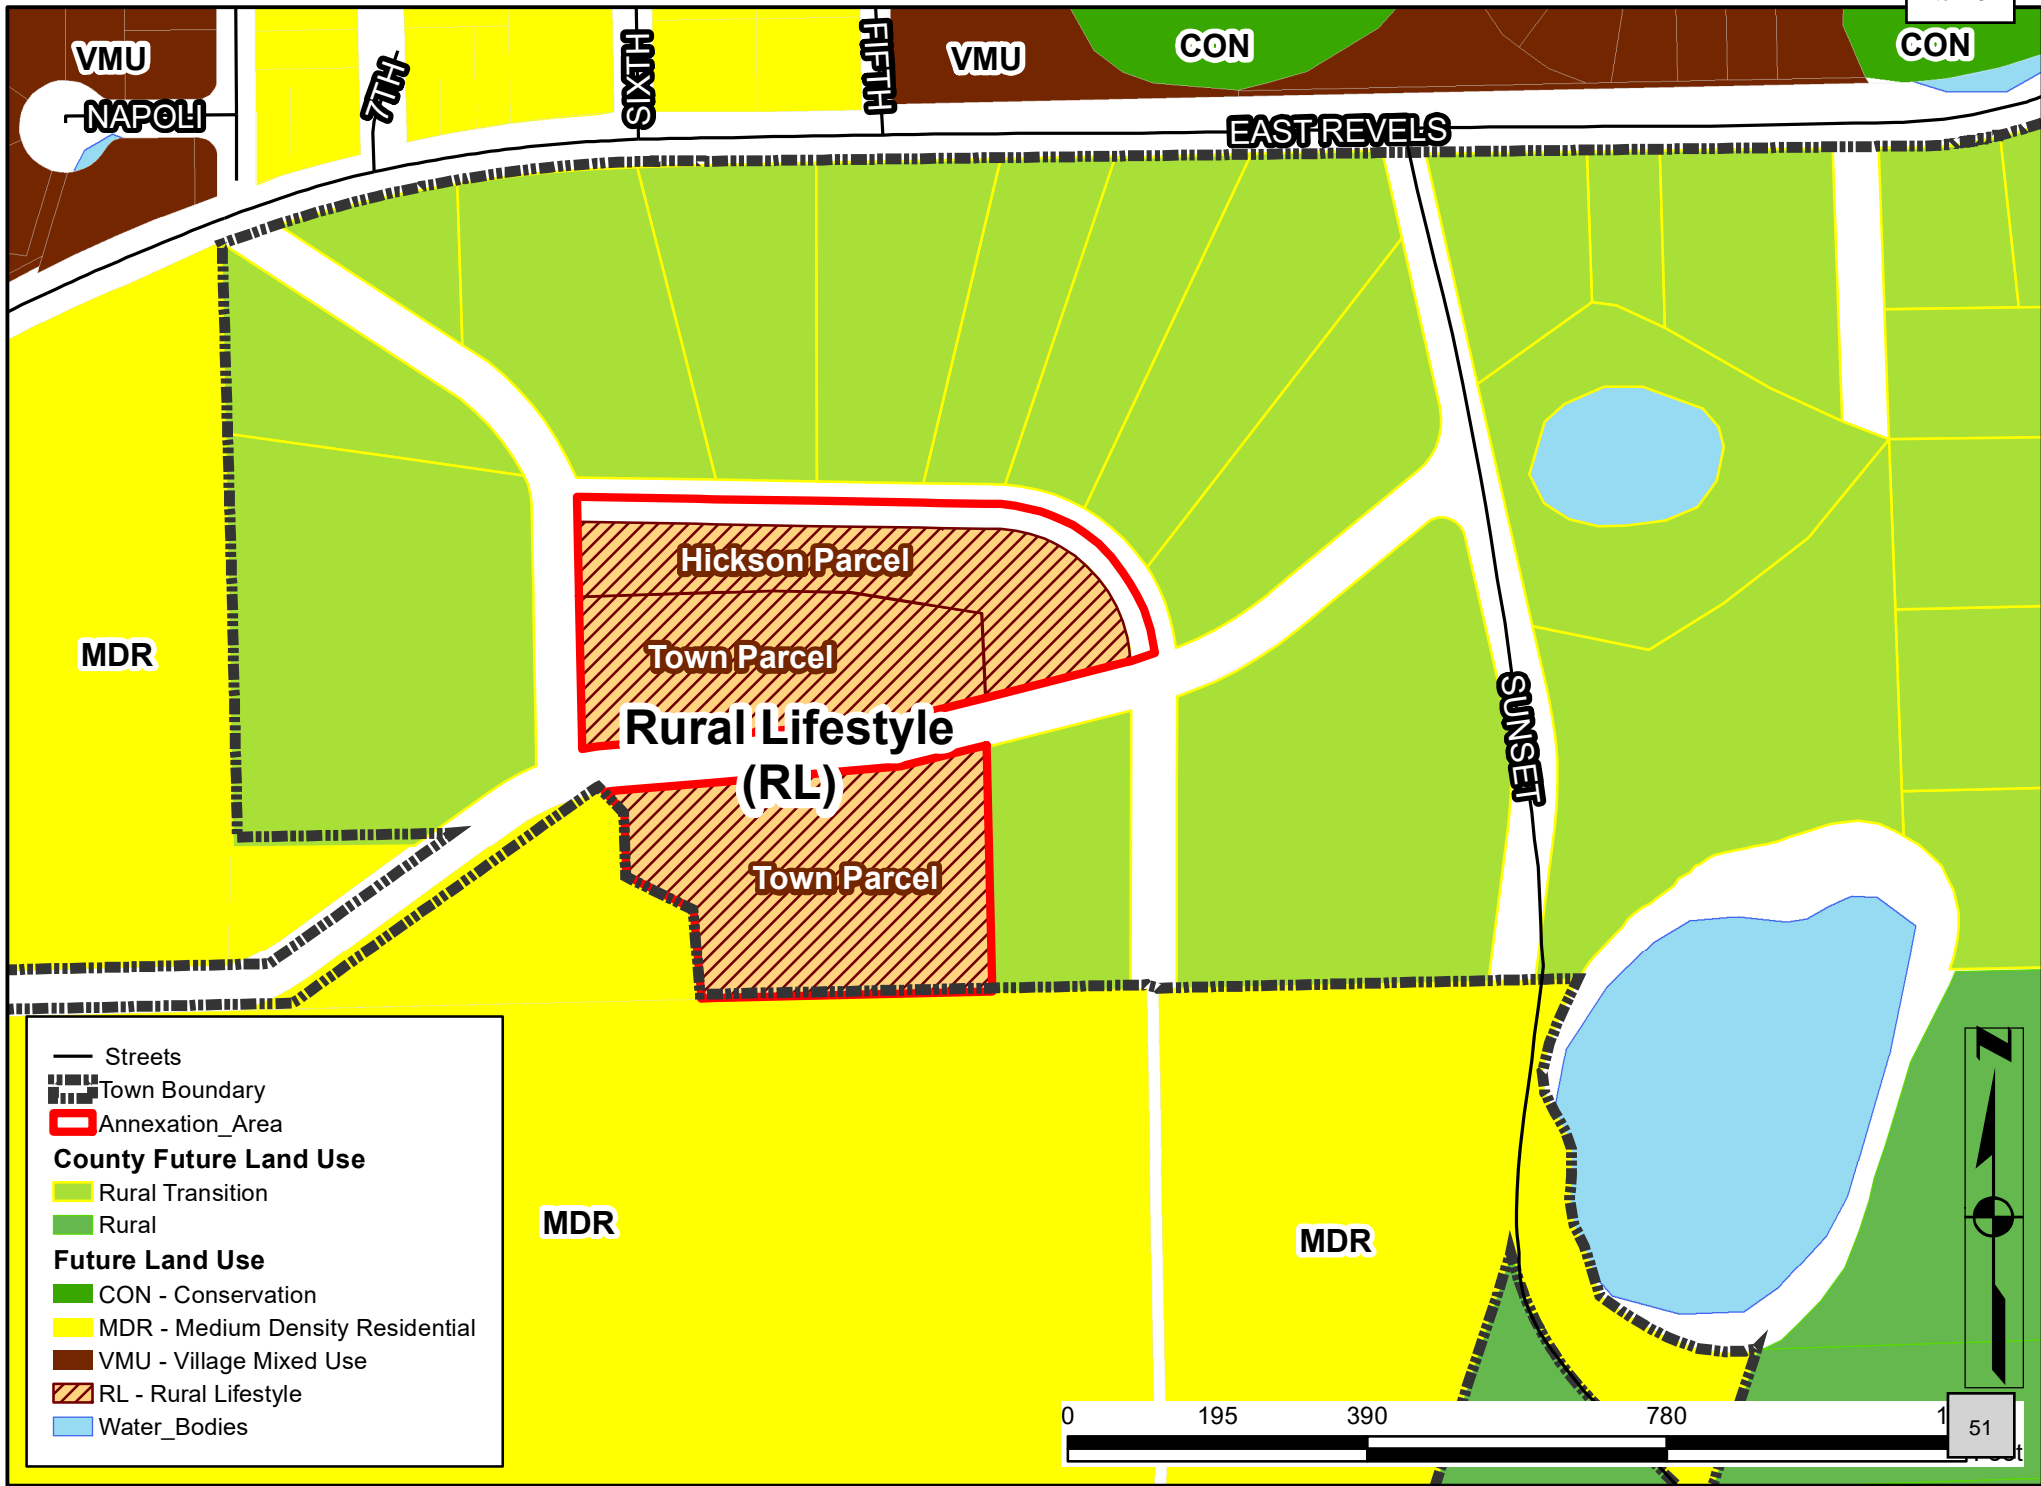 VMU
7TH
SIXTH
FIFTH
VMU
CON
CON
NAPOLI
EAST REVELS
Hickson Parcel
MDR
Town Parcel
Rural Lifestyle
(RL)
SUNSET
Town Parcel
Streets
Town Boundary
Annexation_Area
County Future Land Use
Rural Transition
Rural
Future Land Use
CON - Conservation
MDR - Medium Density Residential
VMU - Village Mixed Use
RL - Rural Lifestyle
Water_Bodies
MDR
MDR
N
0 195 390 780
51